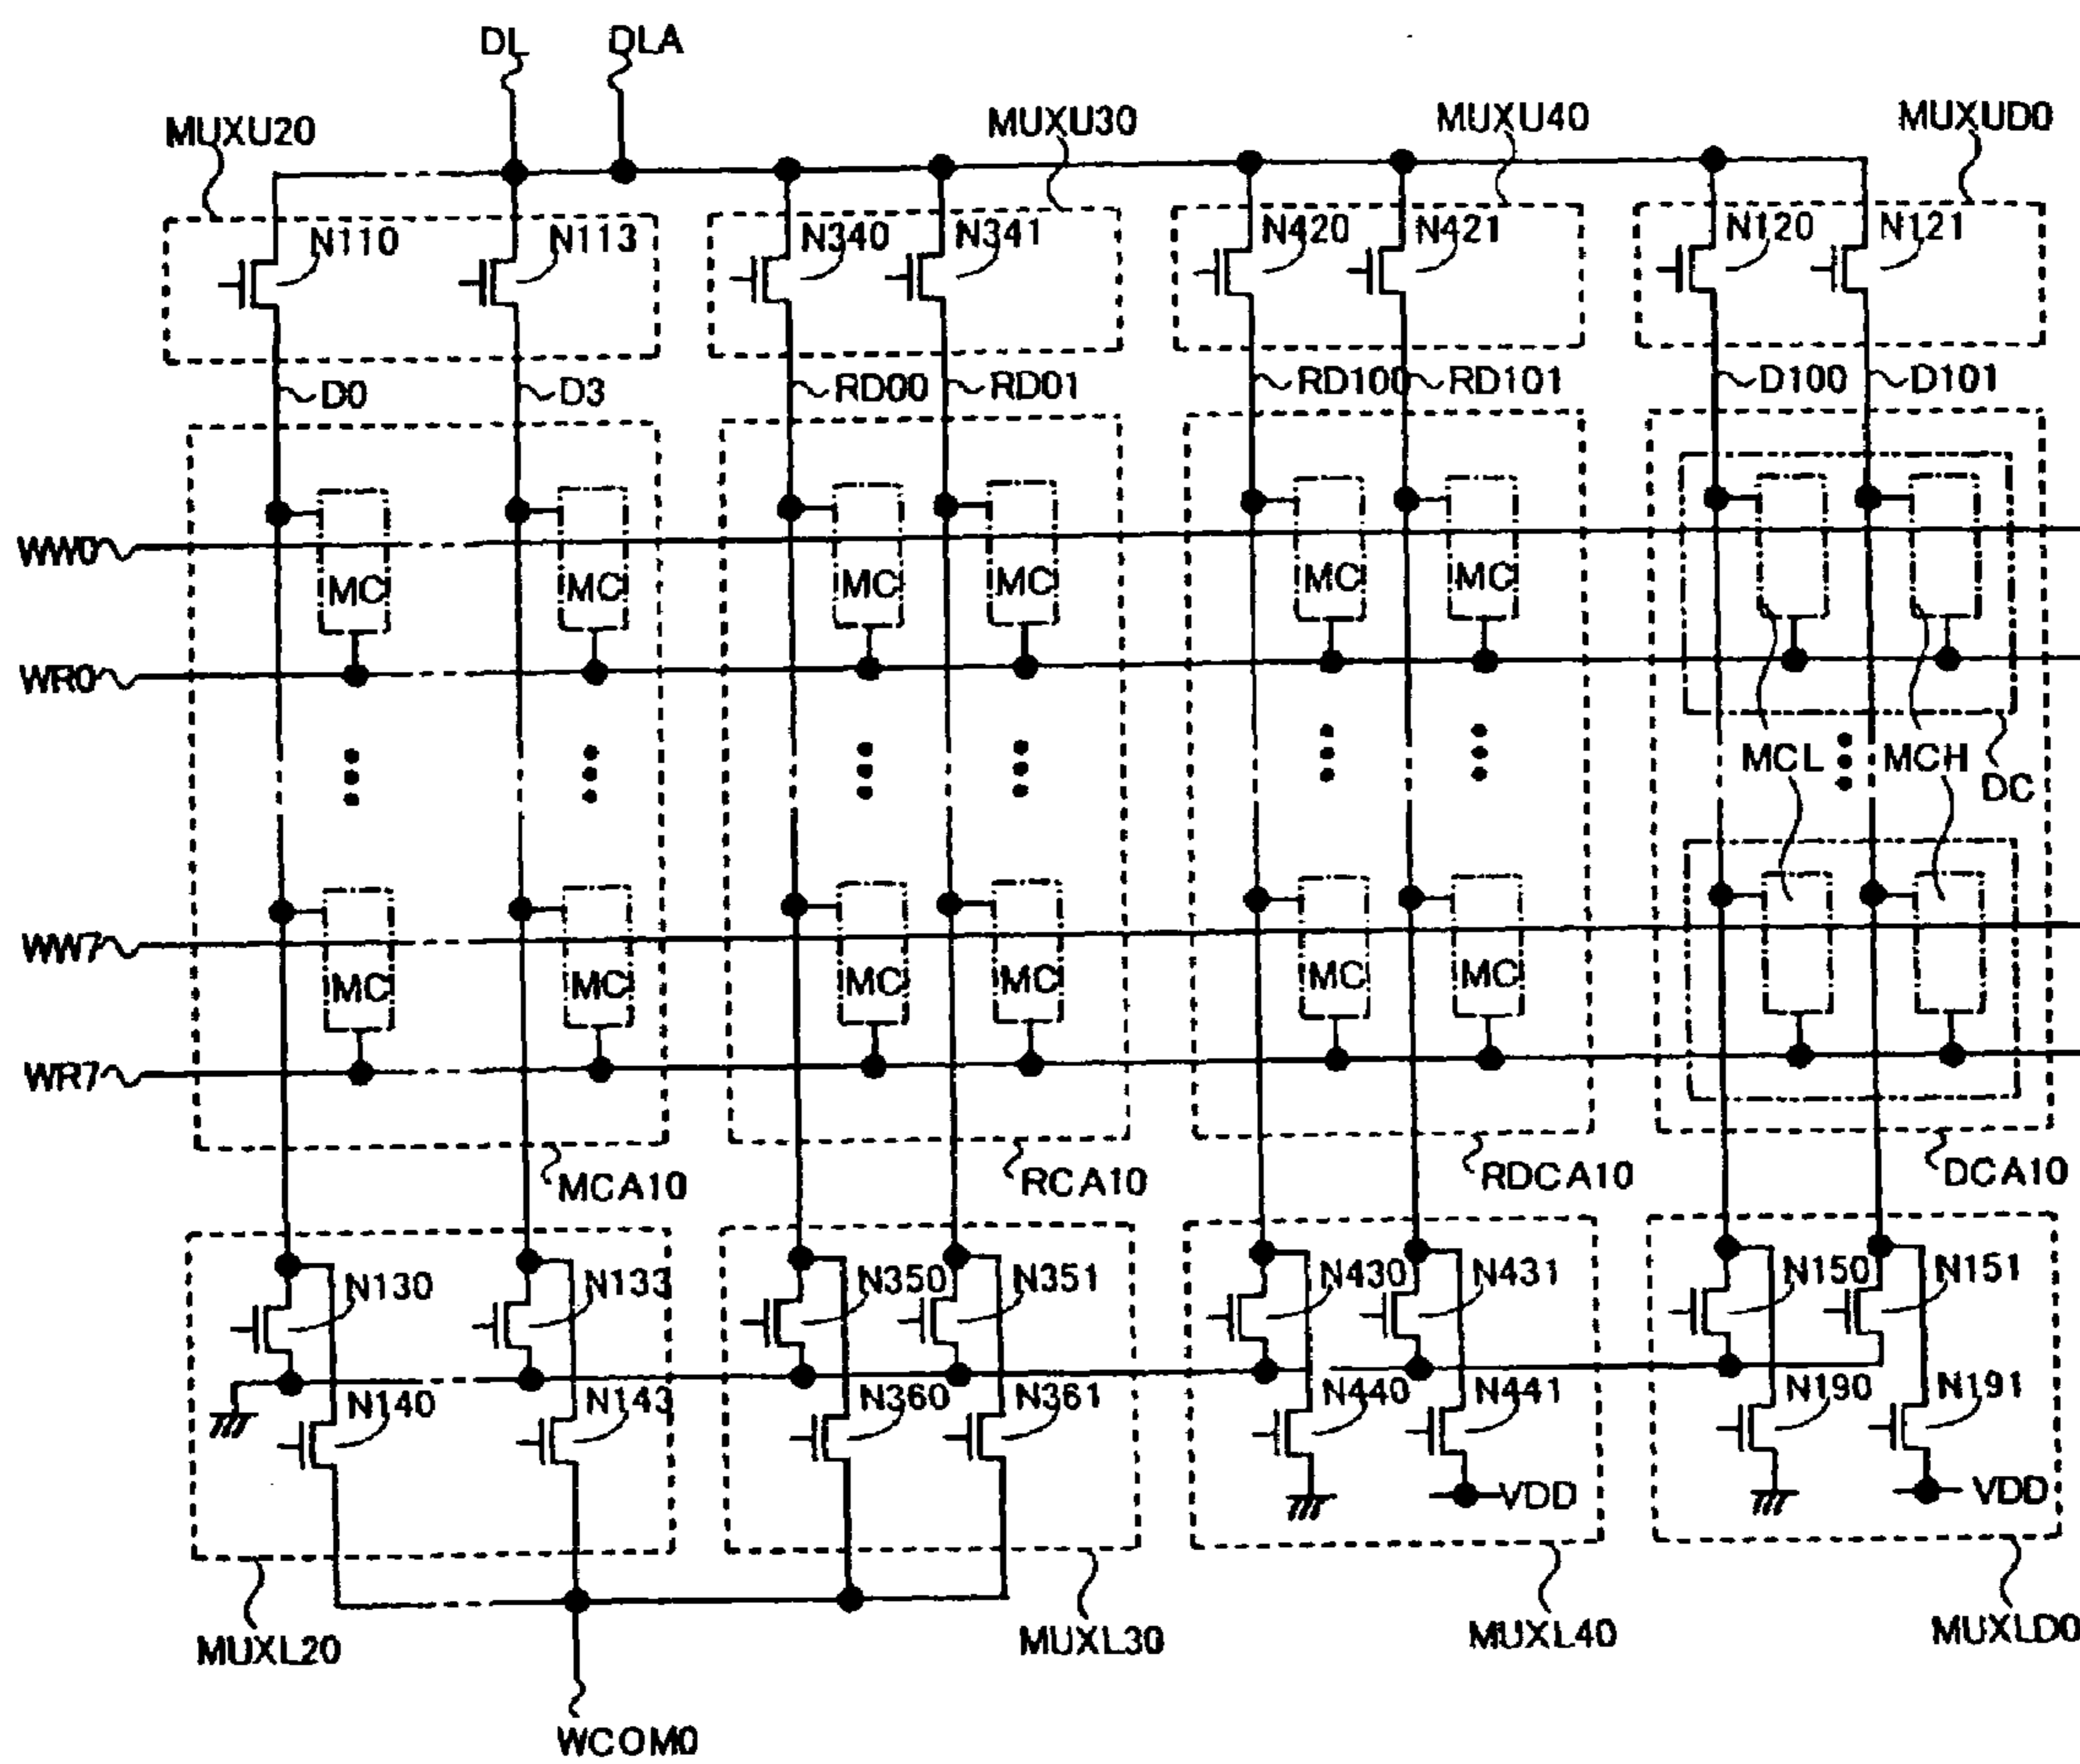 DL DLA
MUXU20 MUXU30 MUXU40 MUXUD0
N110 N113 N340 N341 N420 N421 N120 N121
D0 D3 RD00 RD01 RD100 RD101 D100 D101
WW0
MC MC MC MC MC MC
WR0
MCL MCH DC
WW7
MC MC MC MC MC MC
WR7
MCA10 RCA10 RDCA10 DCA10
N130 N133 N350 N351 N430 N431 N150 N151
N140 N143 N360 N361 N440 N441 N190 N191
VDD VDD
MUXL20 MUXL30 MUXL40 MUXLD0
WCOM0